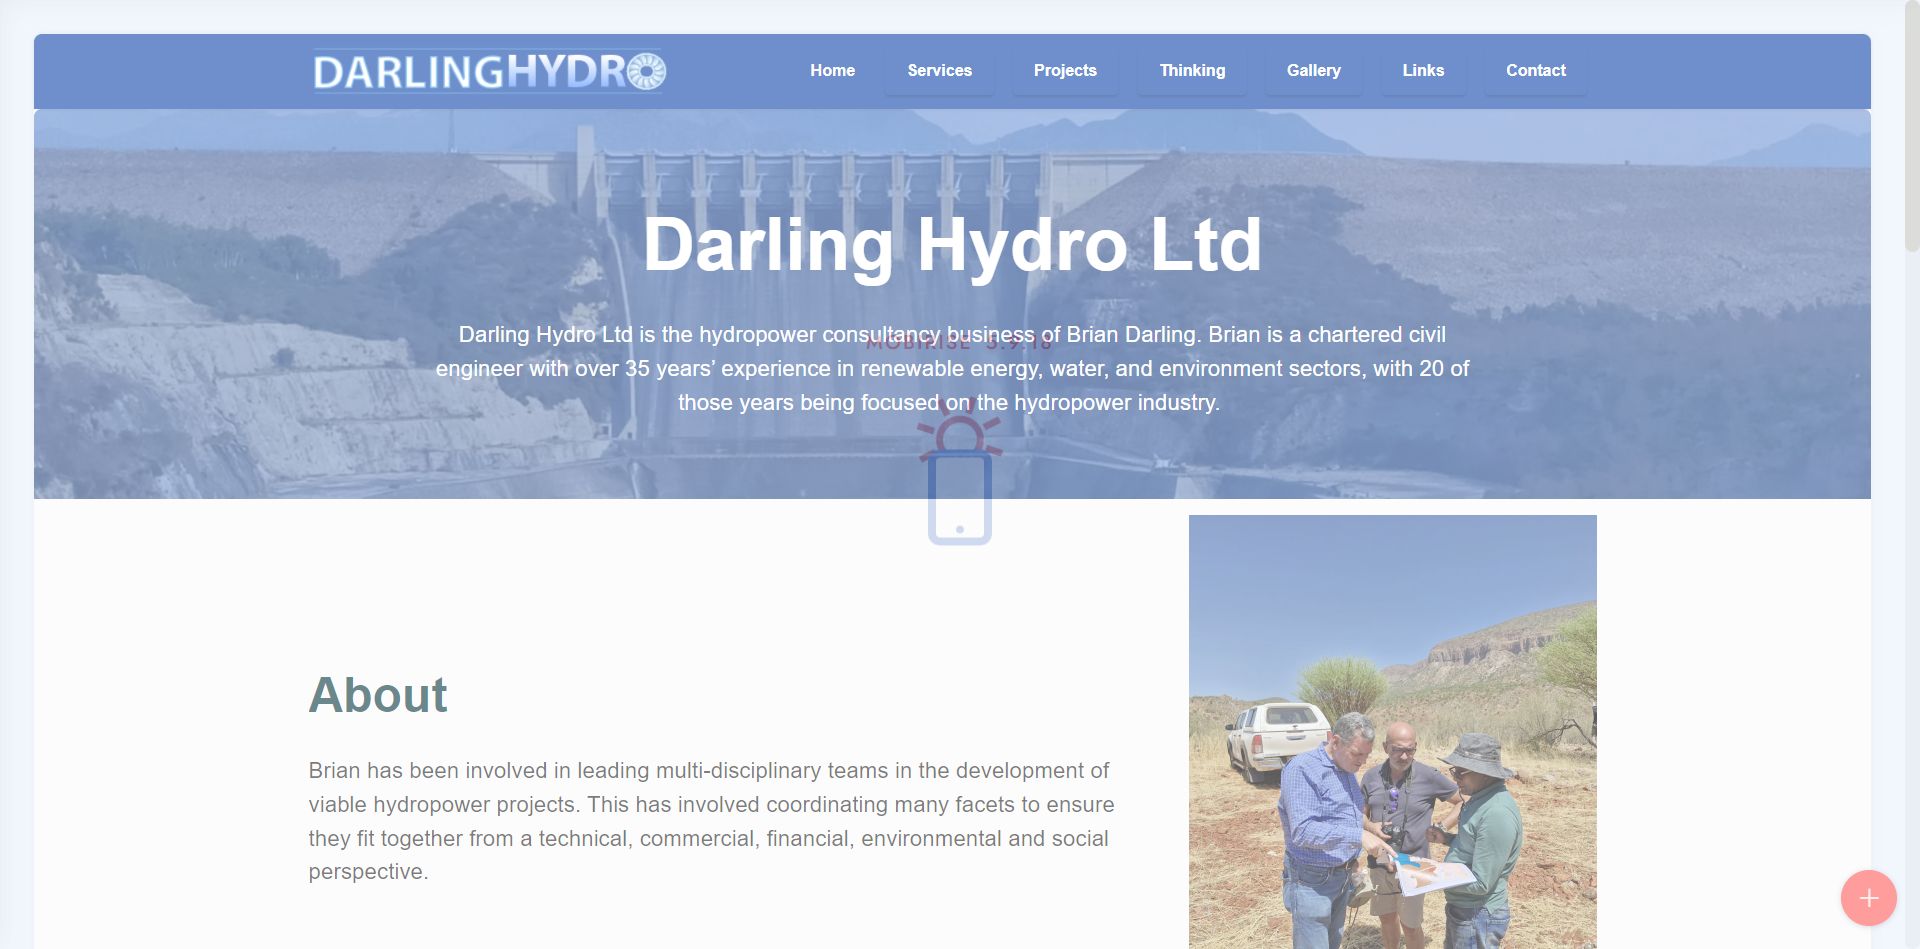 DARLINGHYDRO
Home
Services
Projects
Thinking
Gallery
Links
Contact
Darling Hydro Ltd
Darling Hydro Ltd is the hydropower consultancy business of Brian Darling. Brian is a chartered civil
MOBIRISE 5.9.18
engineer with over 35 years’ experience in renewable energy, water, and environment sectors, with 20 of
those years being focused on the hydropower industry.
About
Brian has been involved in leading multi-disciplinary teams in the development of
viable hydropower projects. This has involved coordinating many facets to ensure
they fit together from a technical, commercial, financial, environmental and social
perspective.